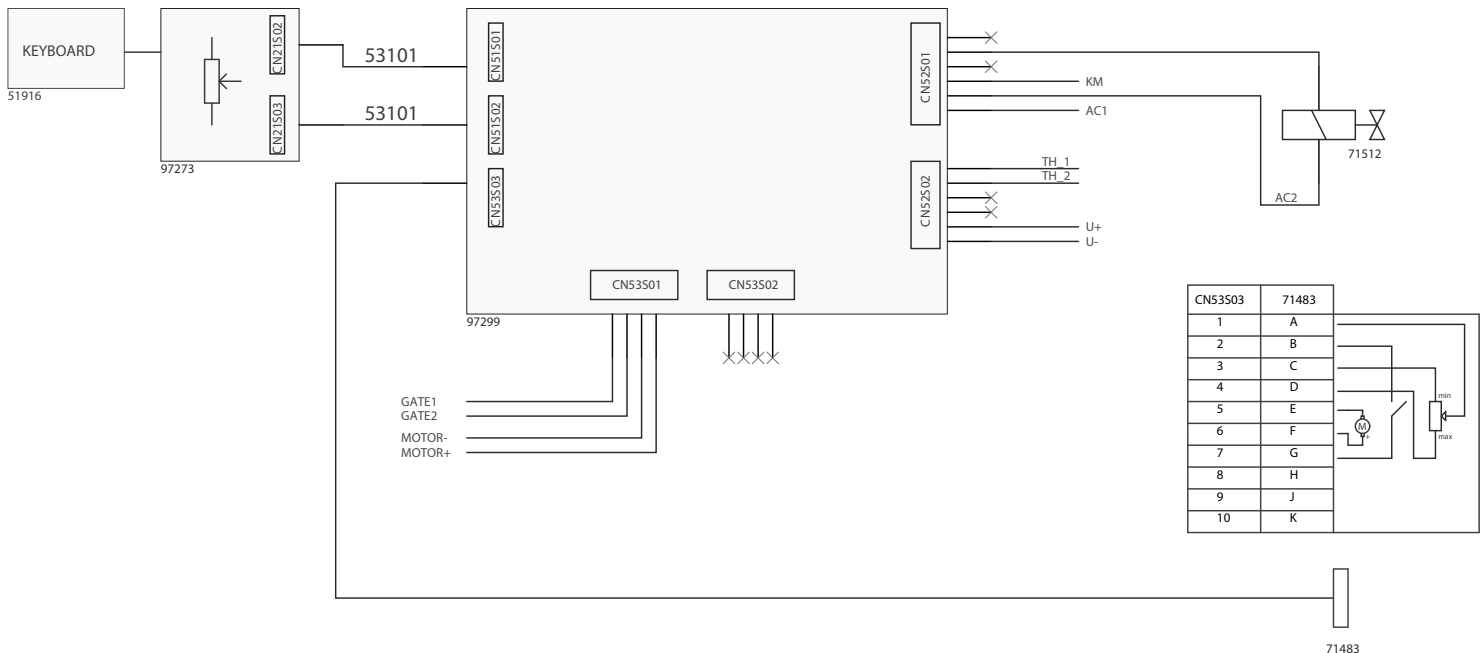 KEYBOARD
51916
CN21S02
CN21S03
97273
53101
53101
CN51S01
CN51S02
CN53S03
CN52S01
CN52S02
CN53S01
CN53S02
97299
KM
AC1
TH_1
TH_2
U+
U-
AC2
71512
GATE1
GATE2
MOTOR-
MOTOR+
CN53S03 71483
1 A
2 B
3 C
4 D
5 E
6 F
7 G
8 H
9 J
10 K
M
+
min
max
71483